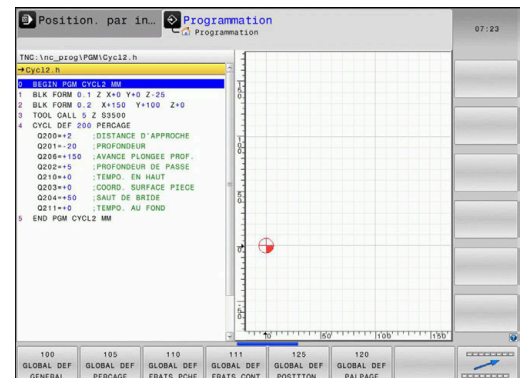 Position. par in...
Programmation
Programmation
07:23
TNC:\nc_prog\PGM\Cycl2.h
→Cycl2.h
0 BEGIN PGM CYCL2 MM
1 BLK FORM 0.1 Z X+0 Y+0 Z-25
2 BLK FORM 0.2 X+150 Y+100 Z+0
3 TOOL CALL 5 Z S3500
4 CYCL DEF 200 PERCAGE
Q200=+2 ;DISTANCE D'APPROCHE
Q201=-20 ;PROFONDEUR
Q206=+150 ;AVANCE PLONGEE PROF.
Q202=+5 ;PROFONDEUR DE PASSE
Q210=+0 ;TEMPO. EN HAUT
Q203=+0 ;COORD. SURFACE PIECE
Q204=+50 ;SAUT DE BRIDE
Q211=+0 ;TEMPO. AU FOND
5 END PGM CYCL2 MM
0 50 100 150
100 GLOBAL DEF GENERAL
105 GLOBAL DEF PERCAGE
110 GLOBAL DEF FRAIS.PCHE
111 GLOBAL DEF FRAIS.CONT
125 GLOBAL DEF POSITION
120 GLOBAL DEF PALPAGE